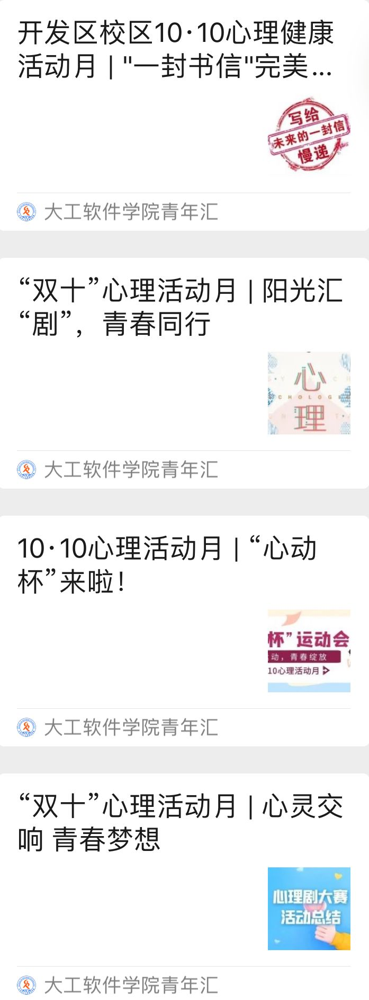 开发区校区10·10心理健康
活动月 | "一封书信"完美...
写给
未来的一封信
慢递
大工软件学院青年汇
“双十”心理活动月 | 阳光汇
“剧”，青春同行
心
CHOLOG
理
大工软件学院青年汇
10·10心理活动月 | “心动
杯”来啦！
杯”运动会
动，青春绽放
10心理活动月
大工软件学院青年汇
“双十”心理活动月 | 心灵交
响 青春梦想
心理剧大赛
活动总结
大工软件学院青年汇